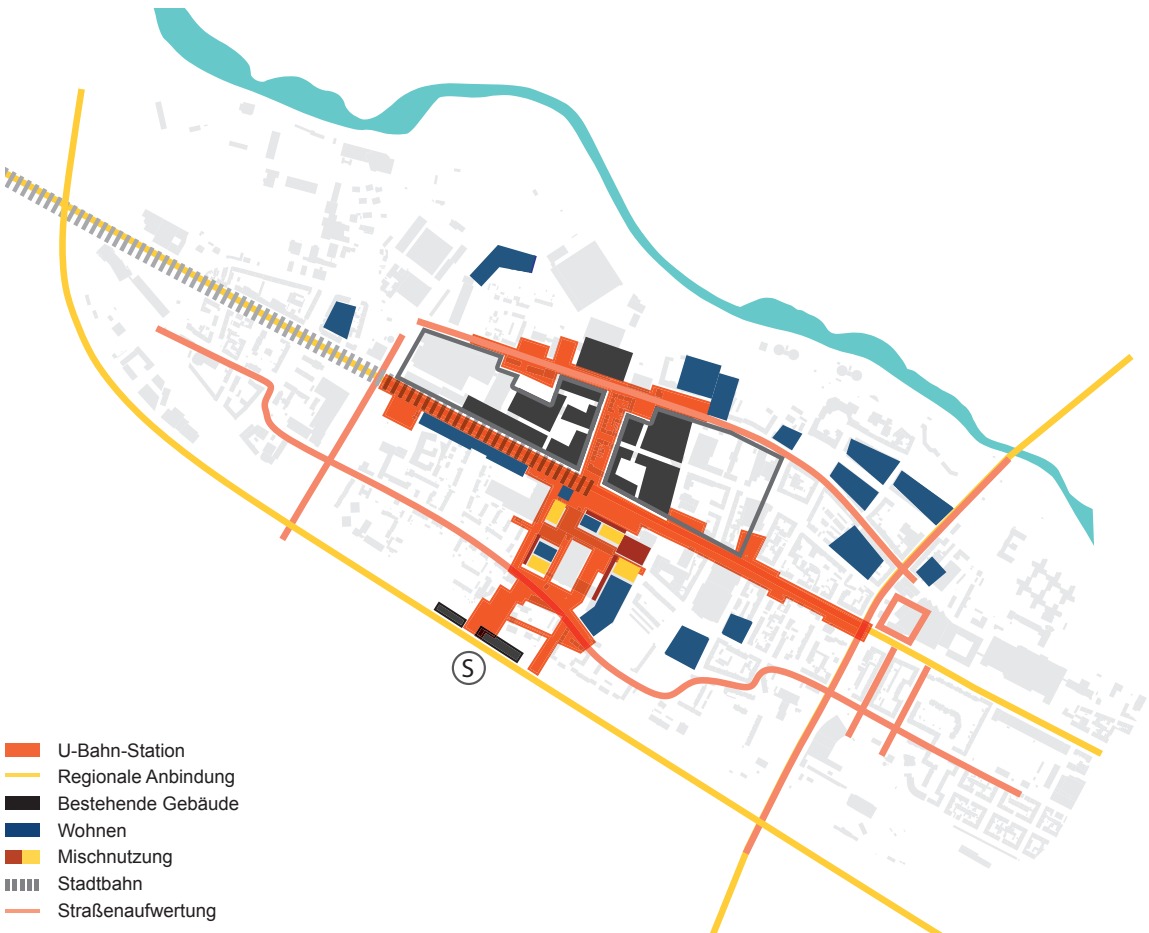 S
U-Bahn-Station
Regionale Anbindung
Bestehende Gebäude
Wohnen
Mischnutzung
Stadtbahn
Straßenaufwertung